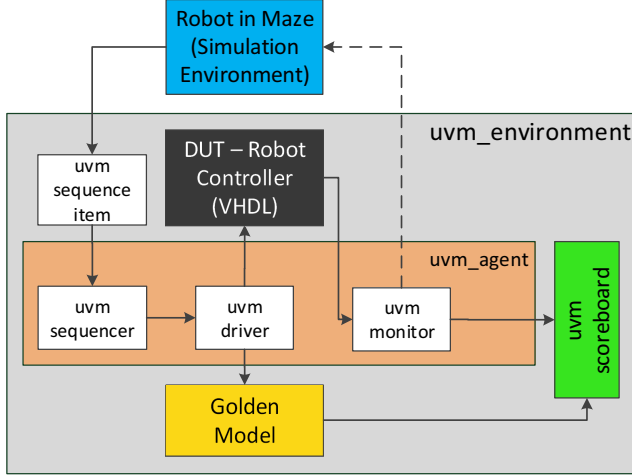 Robot in Maze
(Simulation
Environment)
uvm_environment
DUT – Robot
Controller
(VHDL)
uvm
sequence
item
uvm_agent
uvm
sequencer
uvm
driver
uvm
monitor
uvm
scoreboard
Golden
Model